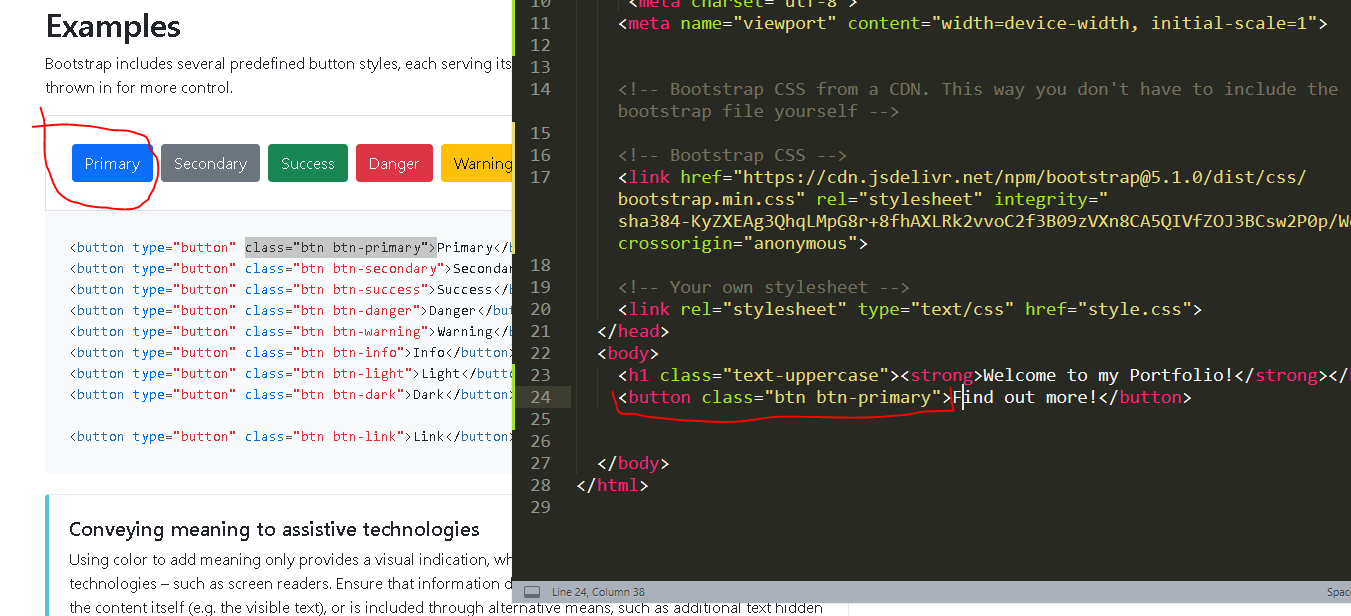 Examples
Bootstrap includes several predefined button styles, each serving its
thrown in for more control.
Primary Secondary Success Danger Warning
<button type="button" class="btn btn-primary">Primary</
<button type="button" class="btn btn-secondary">Secondar
<button type="button" class="btn btn-success">Success</
<button type="button" class="btn btn-danger">Danger</but
<button type="button" class="btn btn-warning">Warning</
<button type="button" class="btn btn-info">Info</button>
<button type="button" class="btn btn-light">Light</butto
<button type="button" class="btn btn-dark">Dark</button>
<button type="button" class="btn btn-link">Link</button>
Conveying meaning to assistive technologies
Using color to add meaning only provides a visual indication,
technologies – such as screen readers. Ensure that information
the content itself (e.g. the visible text), or is included through alternative means, such as additional text hidden
10 <meta charset="utf-8">
11 <meta name="viewport" content="width=device-width, initial-scale=1">
12
13
14 <!-- Bootstrap CSS from a CDN. This way you don't have to include the
bootstrap file yourself -->
15
16 <!-- Bootstrap CSS -->
17 <link href="https://cdn.jsdelivr.net/npm/bootstrap@5.1.0/dist/css/
bootstrap.min.css" rel="stylesheet" integrity="
sha384-KyZXEAg3QhqLMpG8r+8fhAXLRk2vvoC2f3B09zVXn8CA5QIVfZOJ3BCsw2P0p/We
crossorigin="anonymous">
18
19 <!-- Your own stylesheet -->
20 <link rel="stylesheet" type="text/css" href="style.css">
21 </head>
22 <body>
23 <h1 class="text-uppercase"><strong>Welcome to my Portfolio!</strong></
24 <button class="btn btn-primary">Find out more!</button>
25
26
27 </body>
28 </html>
29
Line 24, Column 38
Spac